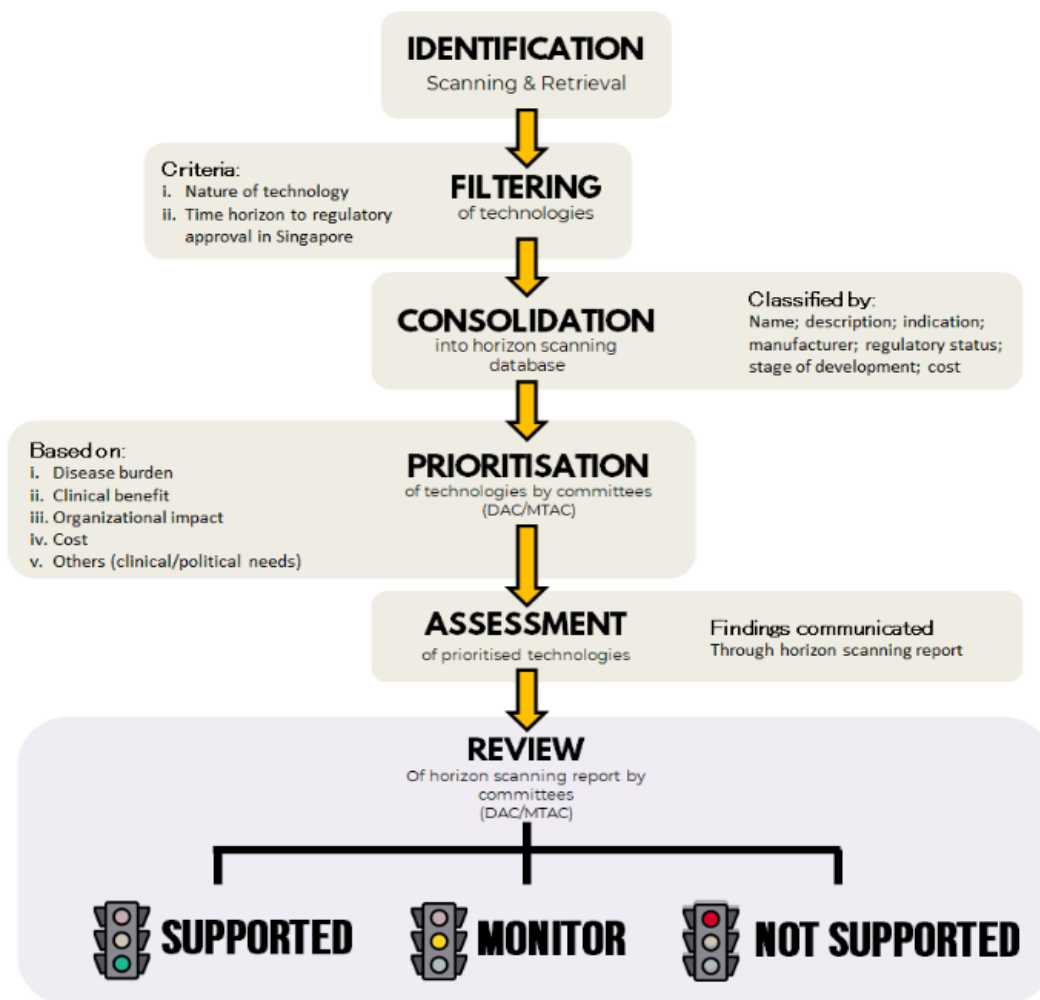 IDENTIFICATION
Scanning & Retrieval
Criteria:
i. Nature of technology
ii. Time horizon to regulatory
approval in Singapore
FILTERING
of technologies
CONSOLIDATION
into horizon scanning
database
Classified by:
Name; description; indication;
manufacturer; regulatory status;
stage of development; cost
Based on:
i. Disease burden
ii. Clinical benefit
iii. Organizational impact
iv. Cost
v. Others (clinical/political needs)
PRIORITISATION
of technologies by committees
(DAC/MTAC)
ASSESSMENT
of prioritised technologies
Findings communicated
Through horizon scanning report
REVIEW
Of horizon scanning report by
committees
(DAC/MTAC)
SUPPORTED
MONITOR
NOT SUPPORTED